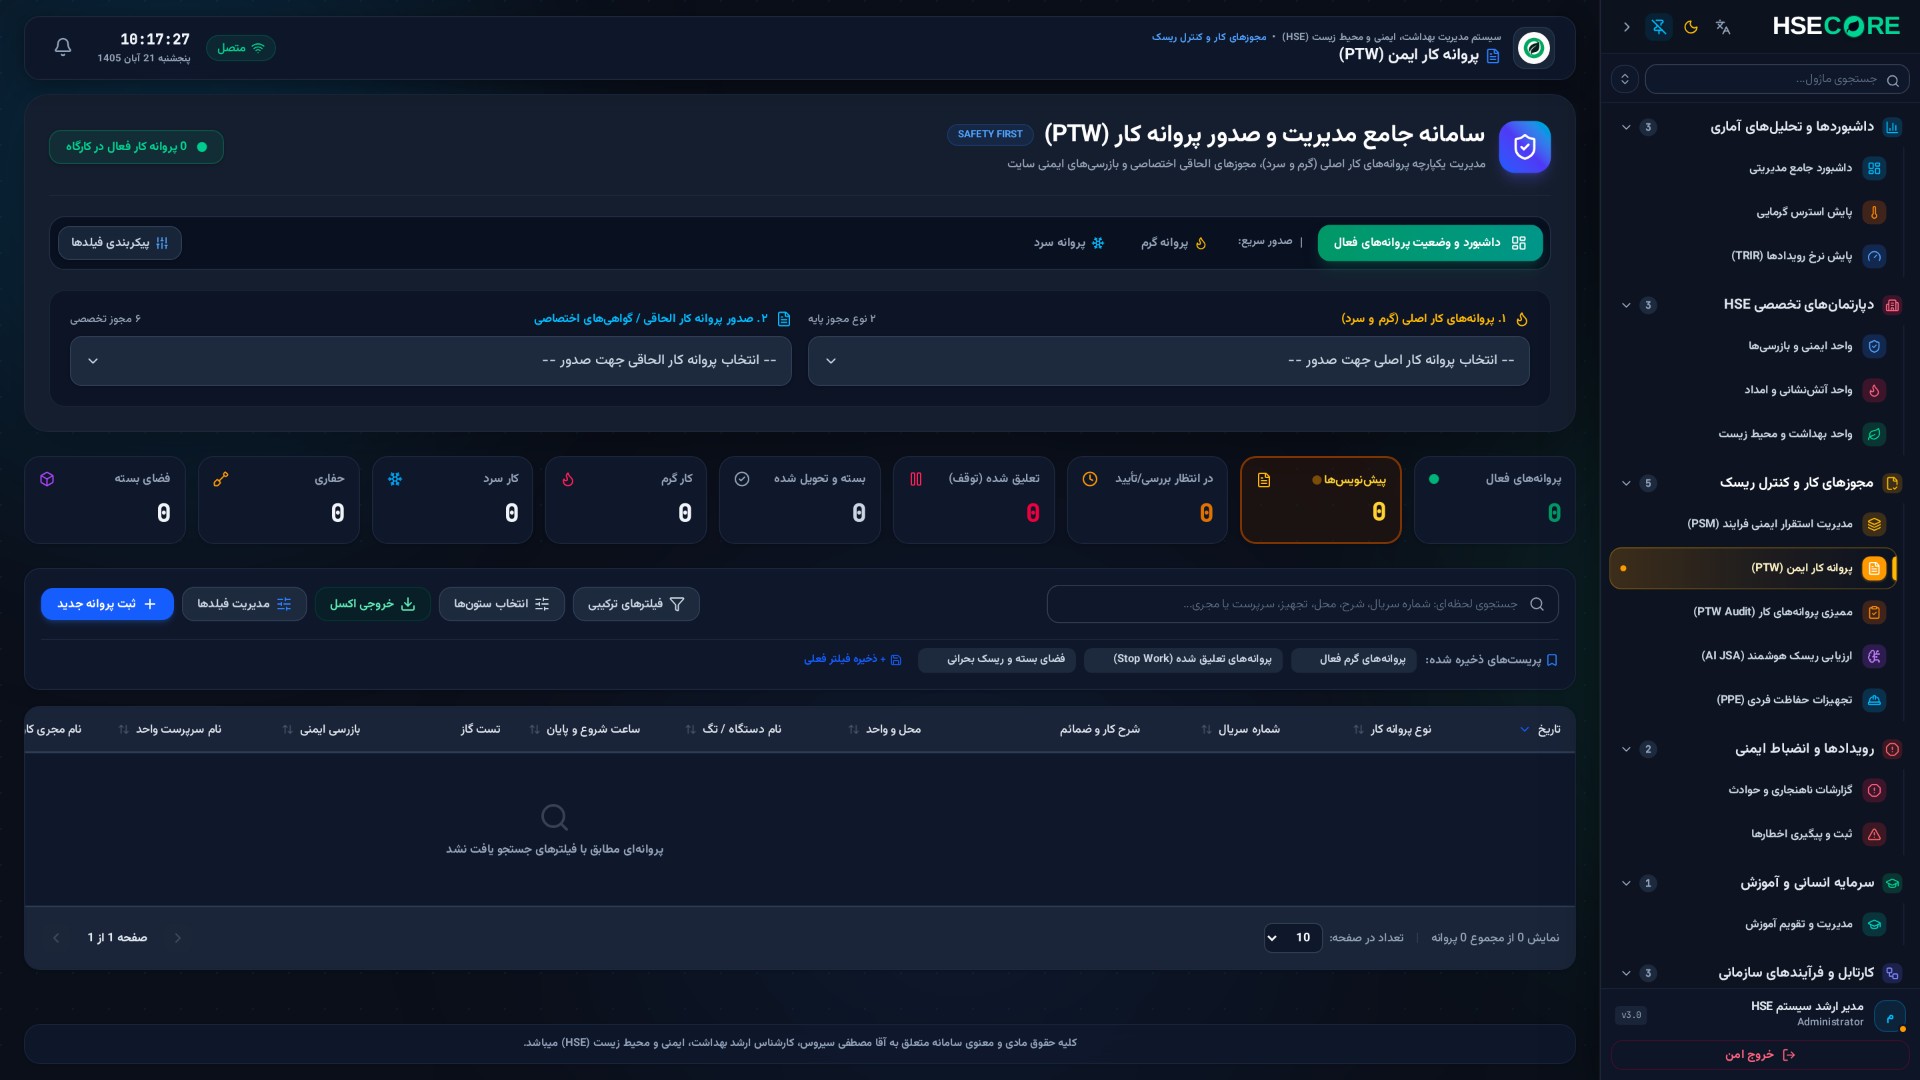 HSECORE
جستجوی ماژول...
داشبوردها و تحلیل‌های آماری
3
داشبورد جامع مدیریتی
پایش استرس گرمایی
پایش نرخ رویدادها (TRIR)
دپارتمان‌های تخصصی HSE
3
واحد ایمنی و بازرسی‌ها
واحد آتش‌نشانی و امداد
واحد بهداشت و محیط زیست
مجوزهای کار و کنترل ریسک
5
مدیریت استقرار ایمنی فرایند (PSM)
پروانه کار ایمن (PTW)
ممیزی پروانه‌های کار (PTW Audit)
ارزیابی ریسک هوشمند (AI JSA)
تجهیزات حفاظت فردی (PPE)
رویدادها و انضباط ایمنی
2
گزارشات ناهنجاری و حوادث
ثبت و پیگیری اخطارها
سرمایه انسانی و آموزش
1
مدیریت و تقویم آموزش
کارتابل و فرآیندهای سازمانی
3
م
مدیر ارشد سیستم HSE
Administrator
v3.0
خروج امن
سیستم مدیریت بهداشت، ایمنی و محیط زیست (HSE) • مجوزهای کار و کنترل ریسک
پروانه کار ایمن (PTW)
متصل
10:17:27
پنجشنبه 21 آبان 1405
سامانه جامع مدیریت و صدور پروانه کار (PTW)
SAFETY FIRST
مدیریت یکپارچه پروانه‌های کار اصلی (گرم و سرد)، مجوزهای الحاقی اختصاصی و بازرسی‌های ایمنی سایت
0 پروانه کار فعال در کارگاه
داشبورد و وضعیت پروانه‌های فعال
| صدور سریع:
پروانه گرم
پروانه سرد
پیکربندی فیلدها
۱. پروانه‌های کار اصلی (گرم و سرد)
۲ نوع مجوز پایه
-- انتخاب پروانه کار اصلی جهت صدور --
۲. صدور پروانه کار الحاقی / گواهی‌های اختصاصی
۶ مجوز تخصصی
-- انتخاب پروانه کار الحاقی جهت صدور --
پروانه‌های فعال
0
پیش‌نویس‌ها
0
در انتظار بررسی/تأیید
0
تعلیق شده (توقف)
0
بسته و تحویل شده
0
کار گرم
0
کار سرد
0
حفاری
0
فضای بسته
0
جستجوی لحظه‌ای: شماره سریال، شرح، محل، تجهیز، سرپرست یا مجری...
فیلترهای ترکیبی
انتخاب ستون‌ها
خروجی اکسل
مدیریت فیلدها
ثبت پروانه جدید
پریست‌های ذخیره شده:
پروانه‌های گرم فعال
پروانه‌های تعلیق شده (Stop Work)
فضای بسته و ریسک بحرانی
+ ذخیره فیلتر فعلی
تاریخ
نوع پروانه کار
شماره سریال
شرح کار و ضمائم
محل و واحد
نام دستگاه / تگ
ساعت شروع و پایان
تست گاز
بازرسی ایمنی
نام سرپرست واحد
نام مجری کا
پروانه‌ای مطابق با فیلترهای جستجو یافت نشد
نمایش 0 از مجموع 0 پروانه
تعداد در صفحه:
10
صفحه 1 از 1
کلیه حقوق مادی و معنوی سامانه متعلق به آقا مصطفی سیروس، کارشناس ارشد بهداشت، ایمنی و محیط زیست (HSE) میباشد.